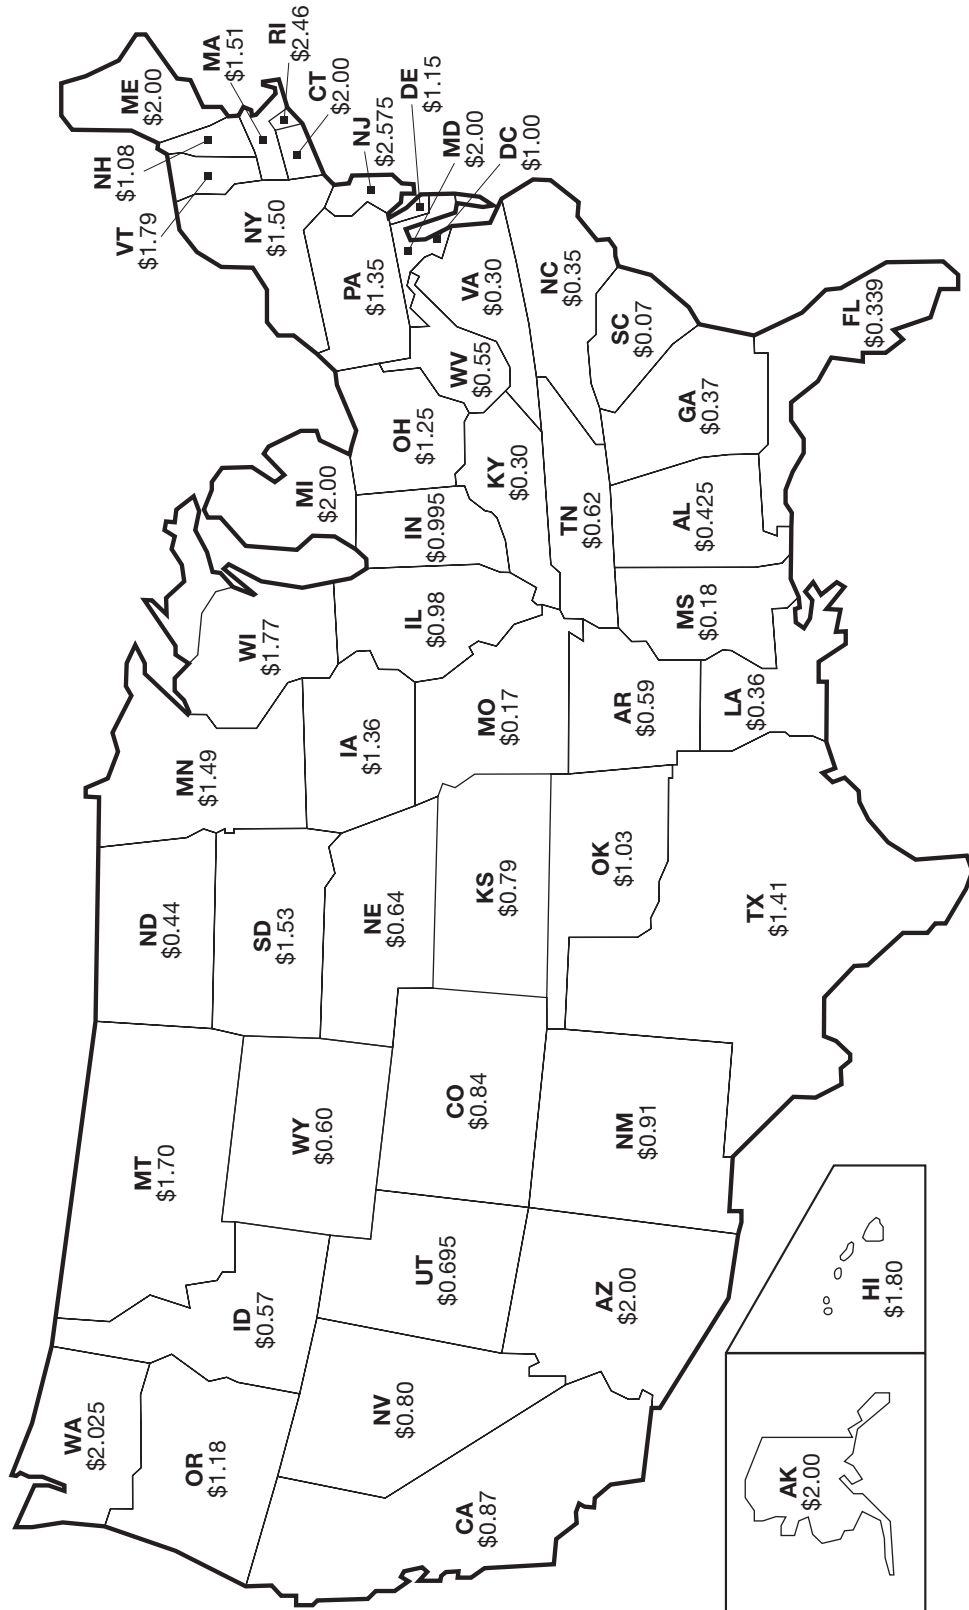 WA
$2.025
OR
$1.18
CA
$0.87
NV
$0.80
ID
$0.57
MT
$1.70
WY
$0.60
UT
$0.695
AZ
$2.00
CO
$0.84
NM
$0.91
ND
$0.44
SD
$1.53
NE
$0.64
KS
$0.79
OK
$1.03
TX
$1.41
MN
$1.49
IA
$1.36
MO
$0.17
AR
$0.59
LA
$0.36
WI
$1.77
IL
$0.98
MS
$0.18
MI
$2.00
IN
$0.995
KY
$0.30
TN
$0.62
AL
$0.425
OH
$1.25
WV
$0.55
GA
$0.37
FL
$0.339
SC
$0.07
NC
$0.35
VA
$0.30
PA
$1.35
NY
$1.50
VT
$1.79
NH
$1.08
ME
$2.00
MA
$1.51
RI
$2.46
CT
$2.00
NJ
$2.575
DE
$1.15
MD
$2.00
DC
$1.00
AK
$2.00
HI
$1.80